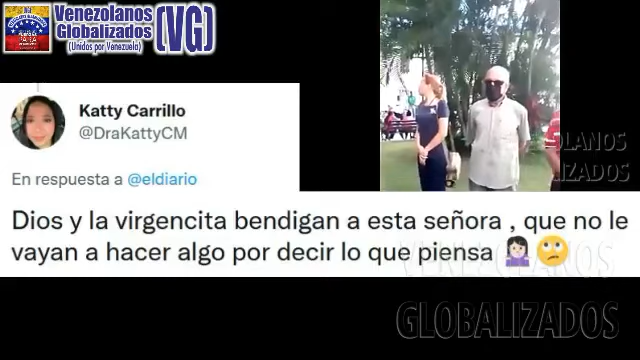 Venezolanos
Globalizados
(Unidos por Venezuela)
(VG)
Katty Carrillo
@DraKattyCM
En respuesta a @eldiario
Dios y la virgencita bendigan a esta señora , que no le
vayan a hacer algo por decir lo que piensa 🤷🏻‍♀️🙄
VENEZOLANOS
GLOBALIZADOS